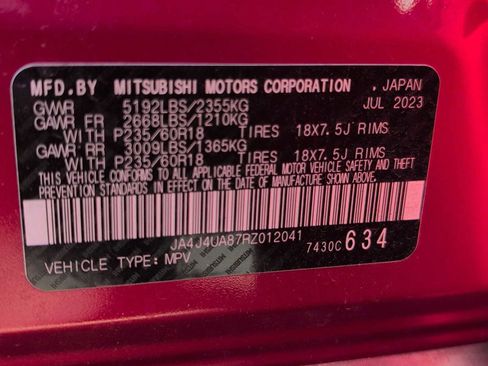 MFD.BY MITSUBISHI MOTORS CORPORATION, JAPAN
GVWR 5192LBS/2355KG JUL 2023
GAWR FR 2668LBS/1210KG
P WITH P235/60R18 TIRES 18X7.5J RIMS
GAWR RR 3009LBS/1365KG
P WITH P235/60R18 TIRES 18X7.5J RIMS
THIS VEHICLE CONFORMS TO ALL APPLICABLE FEDERAL MOTOR VEHICLE SAFETY, BUMPER, AND THEFT
PREVENTION STANDARDS IN EFFECT ON THE DATE OF MANUFACTURE SHOWN ABOVE.
JA4J4UA87RZ012041
7430C 634
VEHICLE TYPE: MPV